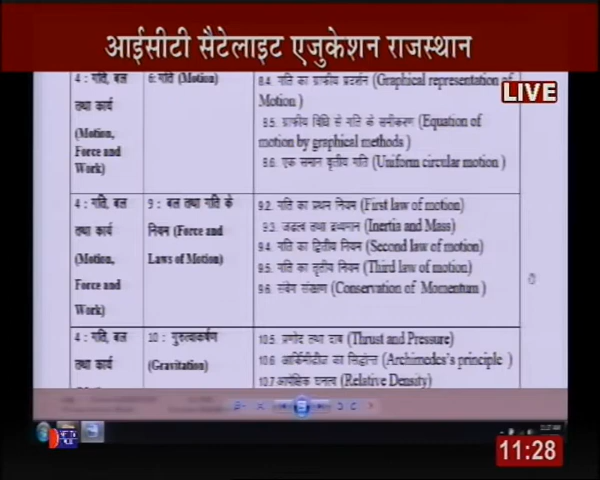 आईसीटी सैटेलाइट एजुकेशन राजस्थान
LIVE
4 : गति, बल
तथा कार्य
(Motion,
Force and
Work)
6: गति (Motion)
8.4. गति का ग्राफीय प्रदर्शन (Graphical representation of
Motion )
8.5. ग्राफीय विधि से गति के समीकरण (Equation of
motion by graphical methods )
8.6. एक समान वृत्तीय गति (Uniform circular motion )
4 : गति, बल
तथा कार्य
(Motion,
Force and
Work)
9 : बल तथा गति के
नियम (Force and
Laws of Motion)
9.2. गति का प्रथम नियम (First law of motion)
9.3. जड़त्व तथा द्रव्यमान (Inertia and Mass)
9.4. गति का द्वितीय नियम (Second law of motion)
9.5. गति का तृतीय नियम (Third law of motion)
9.6. संवेग संरक्षण (Conservation of Momentum )
4 : गति, बल
तथा कार्य
10 : गुरुत्वाकर्षण
(Gravitation)
10.5. प्रणोद तथा दाब (Thrust and Pressure)
10.6 आर्किमीडीज का सिद्धान्त (Archimedes's principle )
10.7 आपेक्षिक घनत्व (Relative Density)
11:28